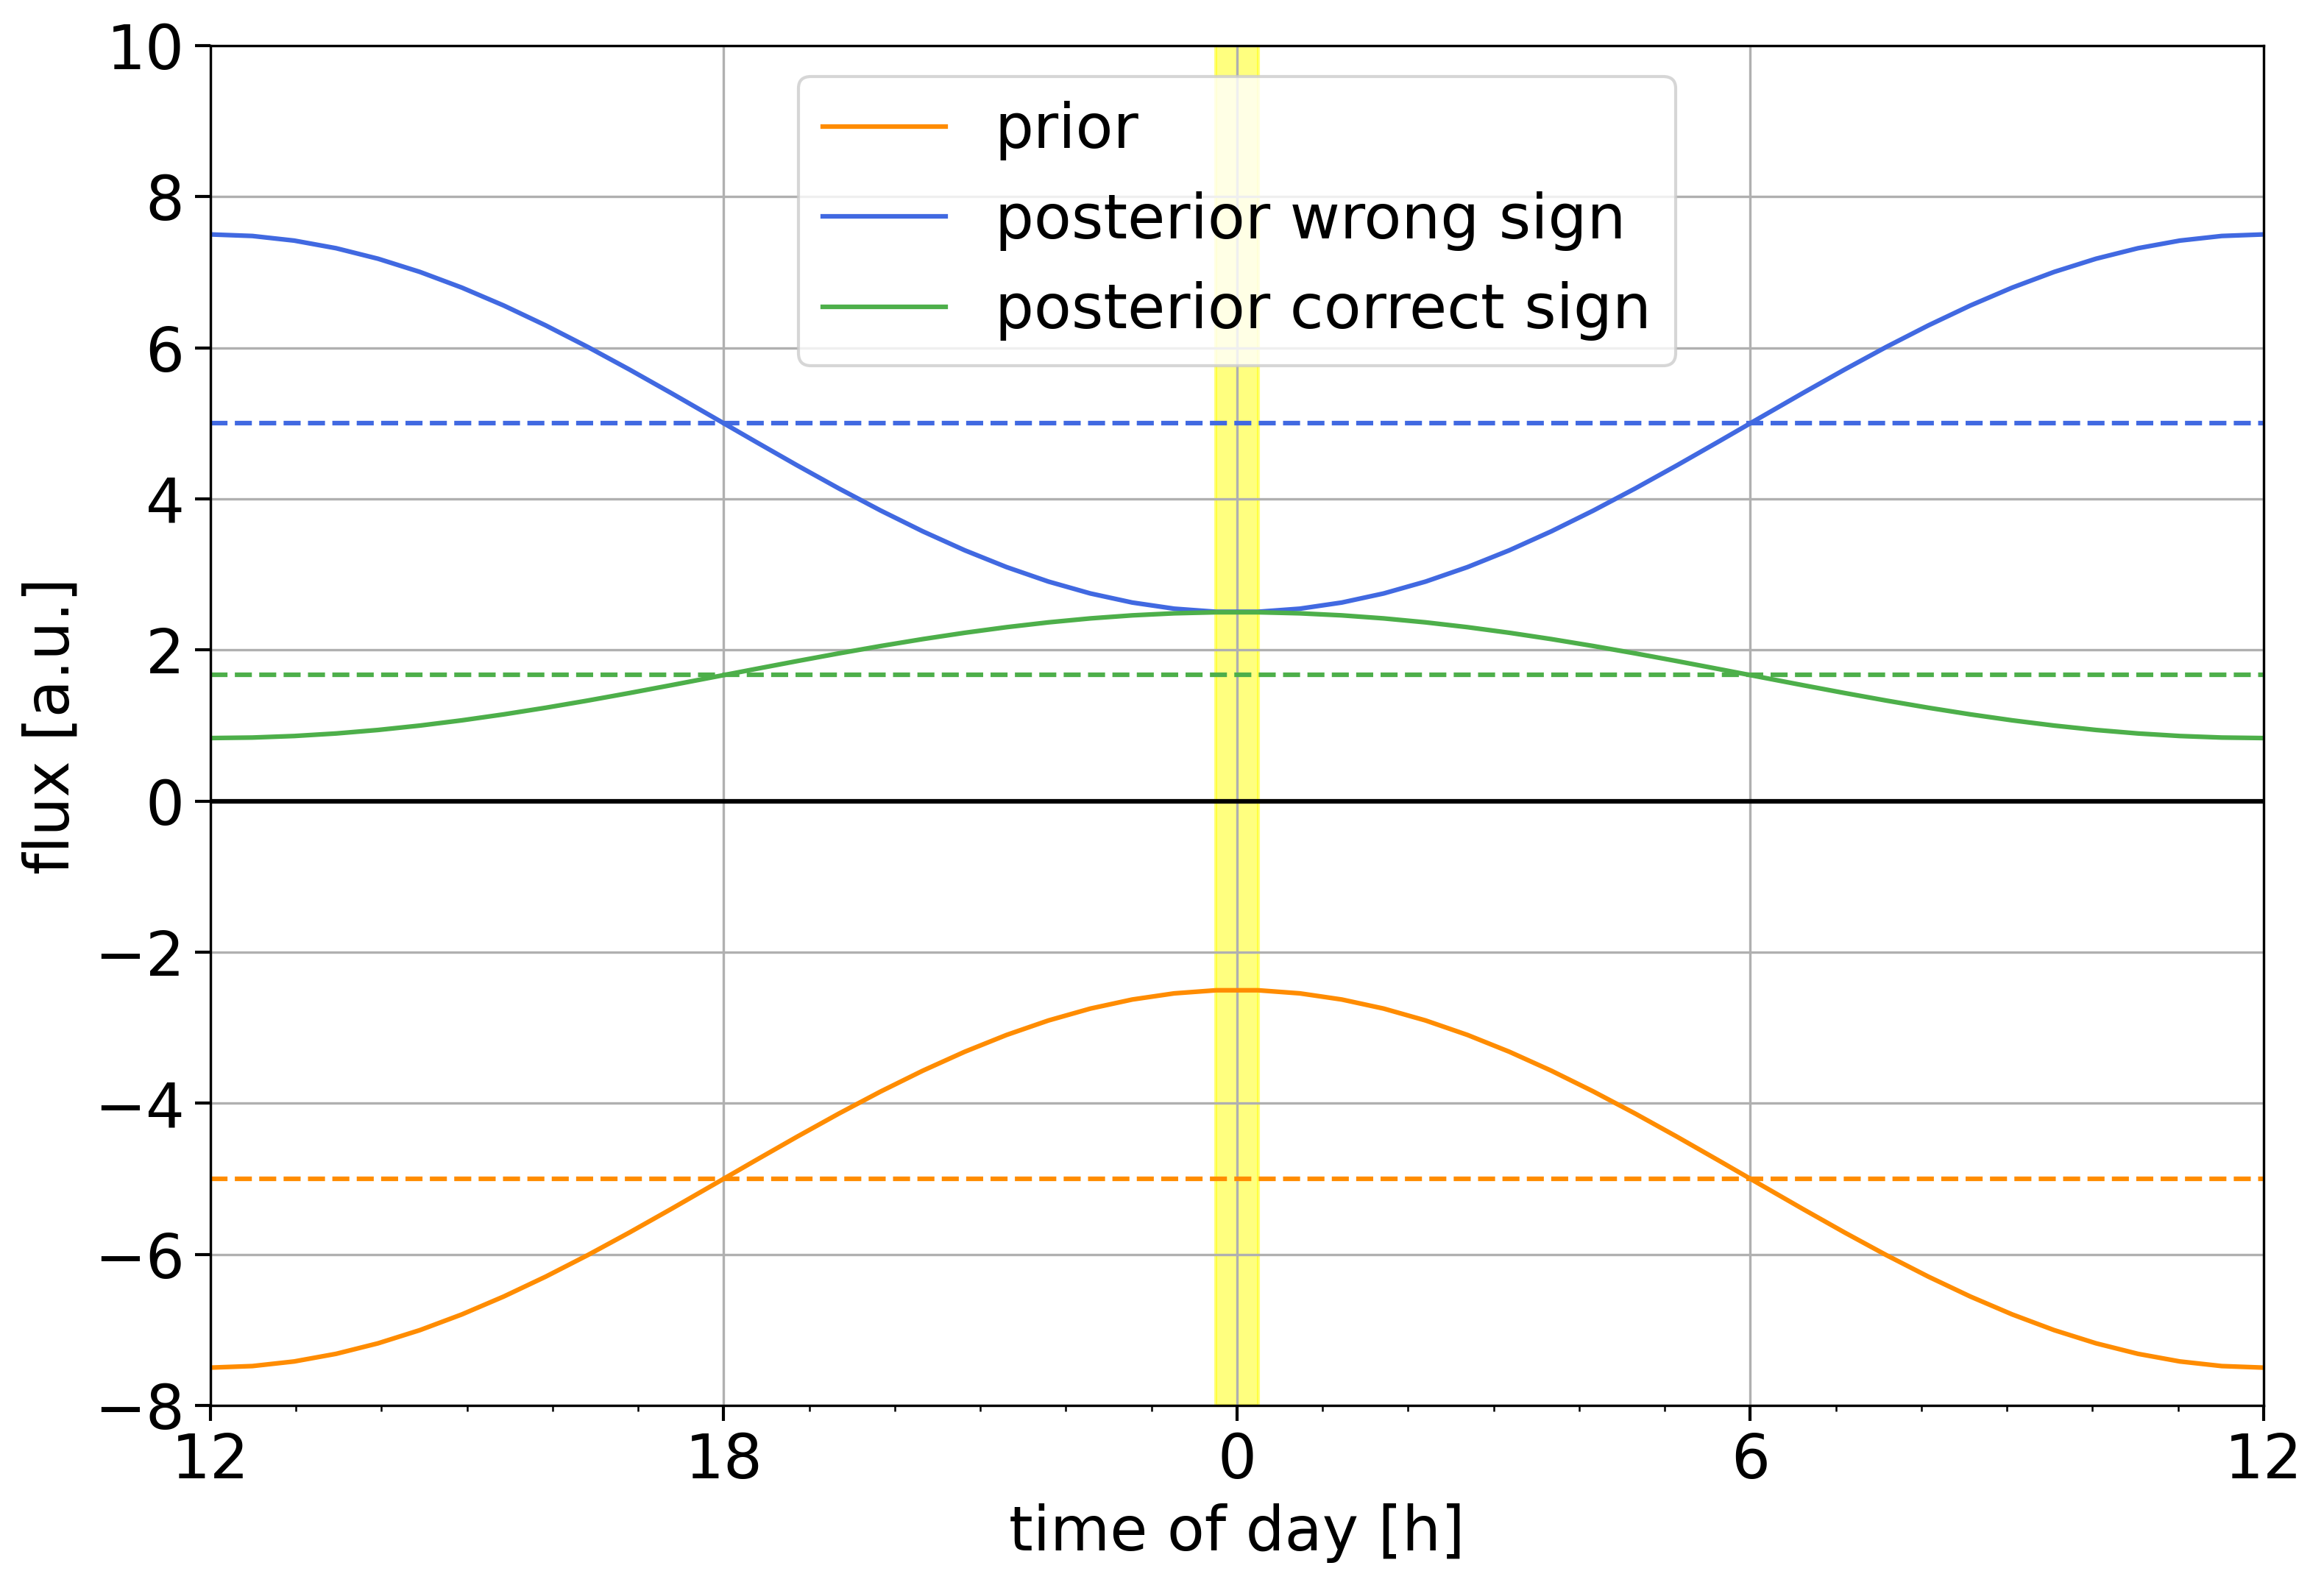 10
8
6
4
2
0
−2
−4
−6
−8
flux [a.u.]
prior
posterior wrong sign
posterior correct sign
12 18 0 6 12
time of day [h]